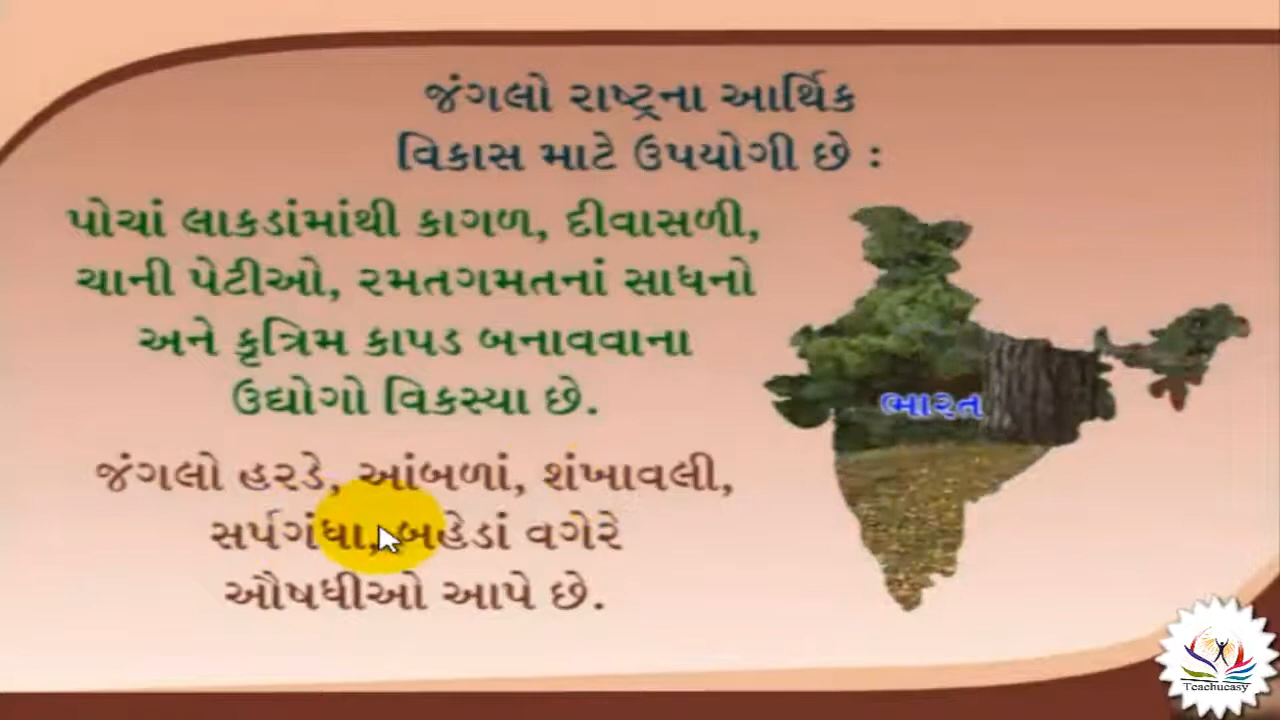 જંગલો રાષ્ટ્રના આર્થિક
વિકાસ માટે ઉપયોગી છે :
પોચાં લાકડાંમાંથી કાગળ, દીવાસળી,
ચાની પેટીઓ, રમતગમતનાં સાધનો
અને કૃત્રિમ કાપડ બનાવવાના
ઉદ્યોગો વિકસ્યા છે.
ભારત
જંગલો હરડે, આંબળાં, શંખાવલી,
સર્પગંધા, બહેડાં વગેરે
ઔષધીઓ આપે છે.
Teachueasy